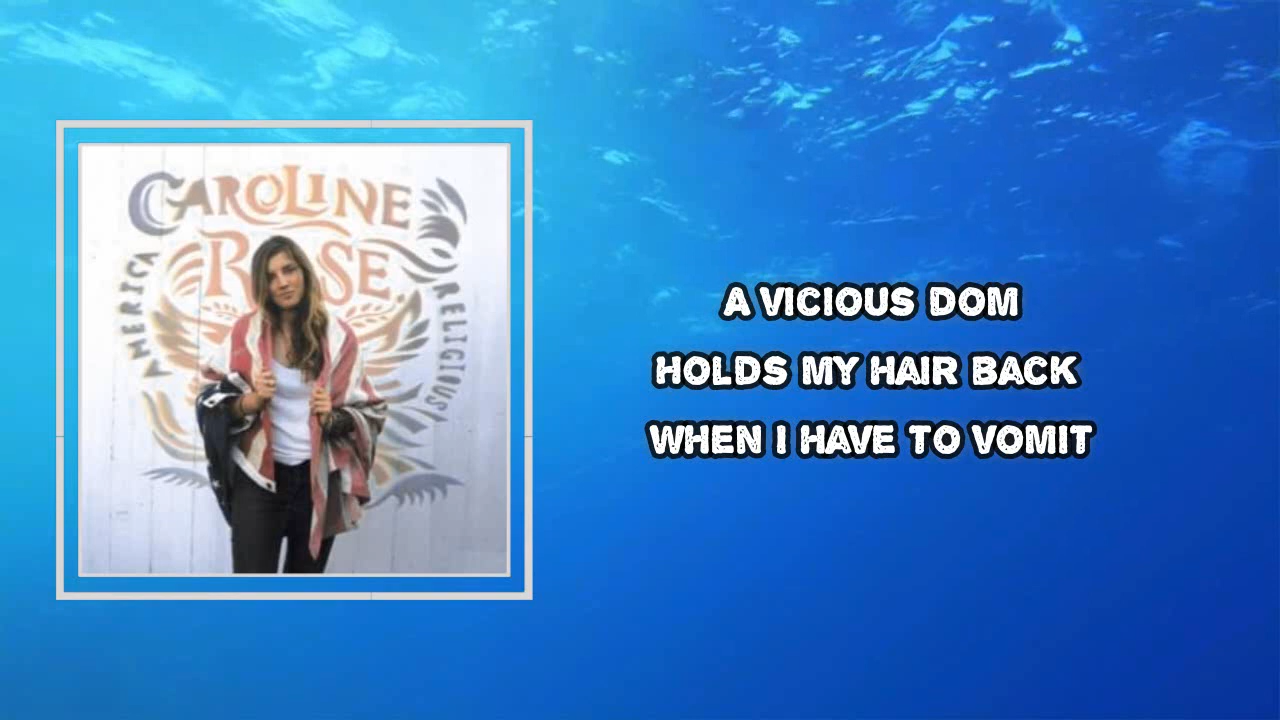 CAROLINE
ROSE
AMERICA
RELIGIOUS
A VICIOUS DOM
HOLDS MY HAIR BACK
WHEN I HAVE TO VOMIT